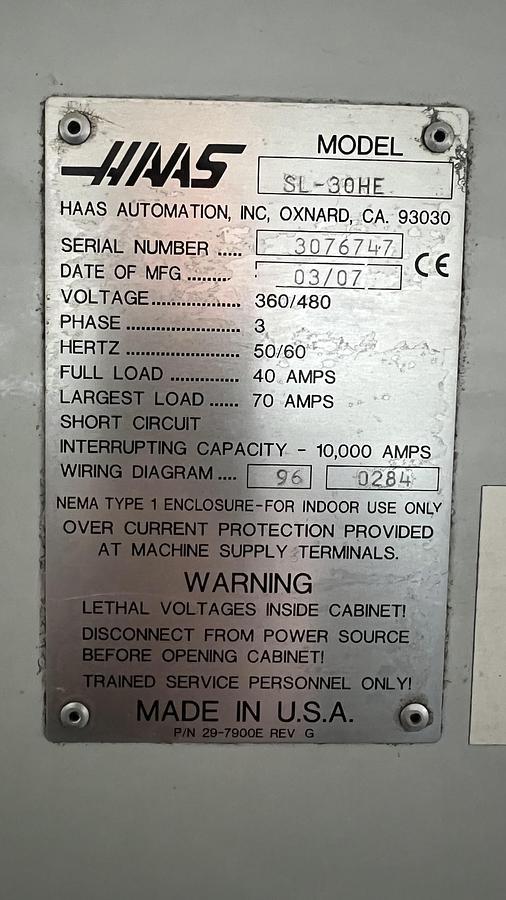 HAAS
MODEL
SL-30HE
HAAS AUTOMATION, INC, OXNARD, CA. 93030
SERIAL NUMBER ..... 3076747
DATE OF MFG ......... 03/07 CE
VOLTAGE.................. 360/480
PHASE ....................... 3
HERTZ ....................... 50/60
FULL LOAD .............. 40 AMPS
LARGEST LOAD ...... 70 AMPS
SHORT CIRCUIT
INTERRUPTING CAPACITY - 10,000 AMPS
WIRING DIAGRAM .... 96 0284
NEMA TYPE 1 ENCLOSURE-FOR INDOOR USE ONLY
OVER CURRENT PROTECTION PROVIDED
AT MACHINE SUPPLY TERMINALS.
WARNING
LETHAL VOLTAGES INSIDE CABINET!
DISCONNECT FROM POWER SOURCE
BEFORE OPENING CABINET!
TRAINED SERVICE PERSONNEL ONLY!
MADE IN U.S.A.
P/N 29-7900E REV G